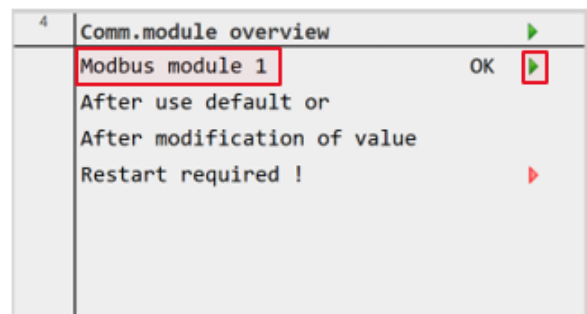 4 Comm.module overview
Modbus module 1 OK
After use default or
After modification of value
Restart required !